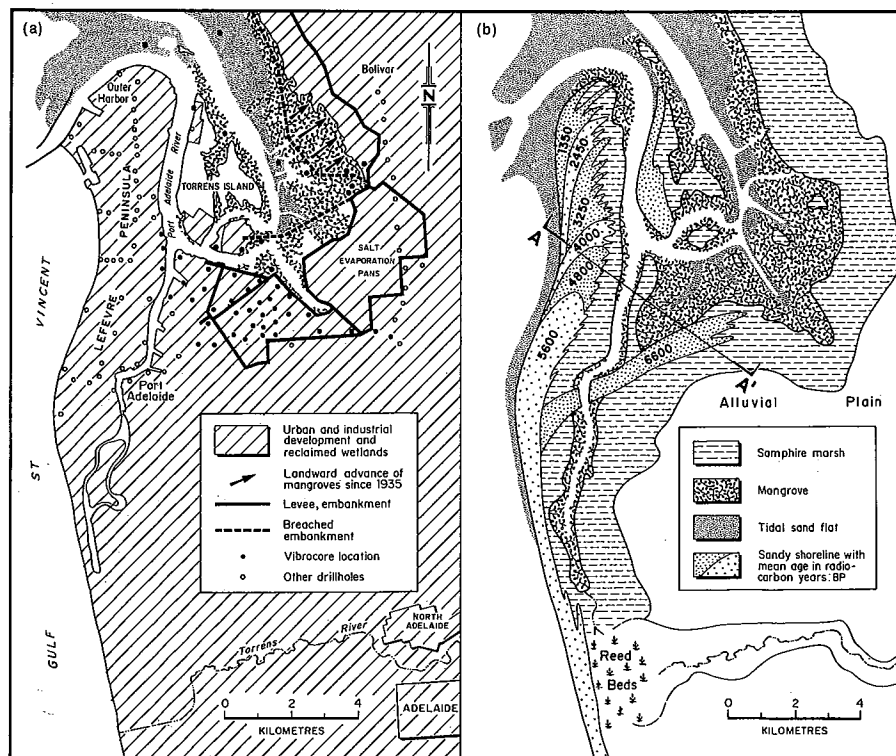 (a)
Bolivar
Outer
Harbor
N
PENINSULA
River
Adelaide
Port
TORRENS ISLAND
SALT
EVAPORATION
PANS
LEFEVRE
VINCENT
Port
Adelaide
ST
GULF
Urban and industrial
development and
reclaimed wetlands
Landward advance of
mangroves since 1935
Levee, embankment
Breached
embankment
Vibrocore location
Other drillholes
NORTH
ADELAIDE
Torrens River
ADELAIDE
0 2 4
KILOMETRES
(b)
1350
2450
3250
4000
4800
5600
6600
A
A'
Alluvial Plain
Samphire marsh
Mangrove
Tidal sand flat
Sandy shoreline with
mean age in radio-
carbon years: BP
?
Reed
Beds
0 2 4
KILOMETRES